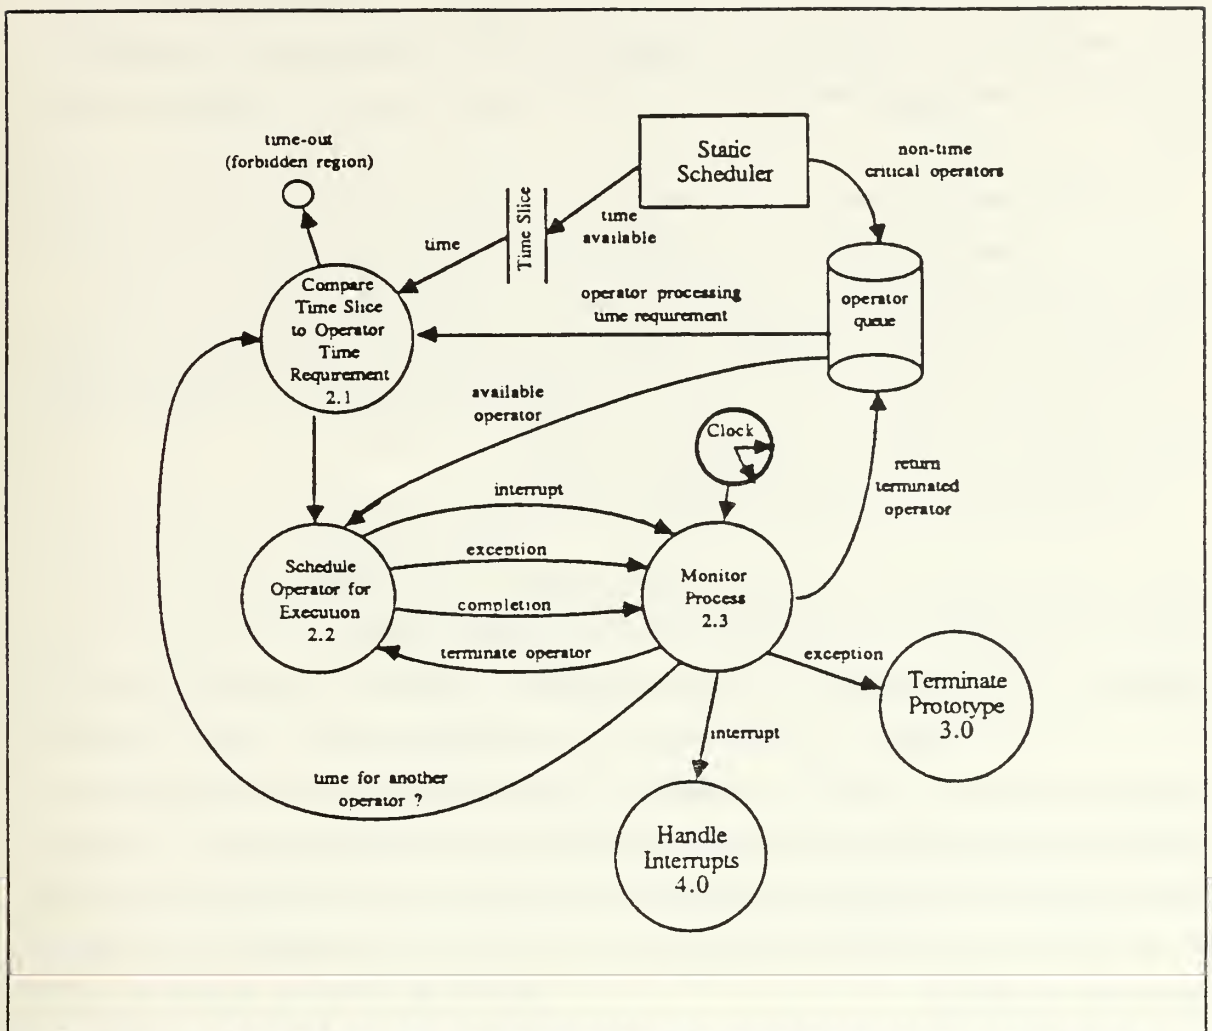 time-out
(forbidden region)
Static
Scheduler
non-time
critical operators
Time Slice
time
available
time
operator processing
time requirement
operator
queue
Compare
Time Slice
to Operator
Time
Requirement
2.1
available
operator
Clock
return
terminated
operator
interrupt
exception
completion
terminate operator
Schedule
Operator for
Execution
2.2
Monitor
Process
2.3
exception
Terminate
Prototype
3.0
interrupt
time for another
operator ?
Handle
Interrupts
4.0